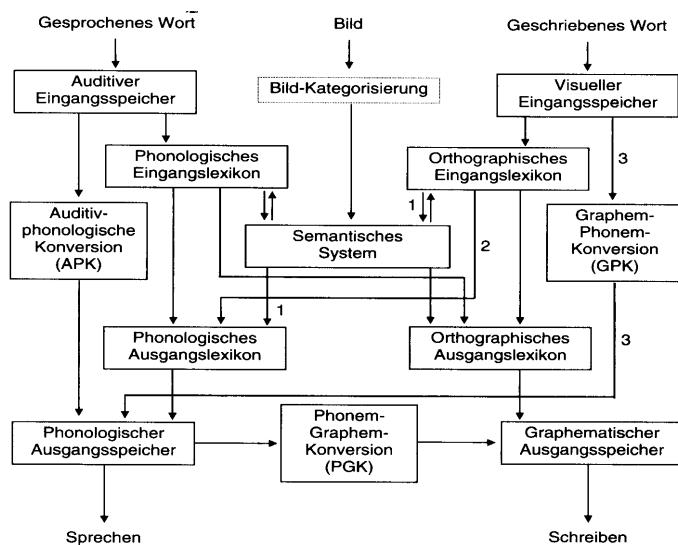 Gesprochenes Wort
Bild
Geschriebenes Wort
Auditiver
Eingangsspeicher
Bild-Kategorisierung
Visueller
Eingangsspeicher
Phonologisches
Eingangslexikon
Orthographisches
Eingangslexikon
3
1
Auditiv-
phonologische
Konversion
(APK)
Semantisches
System
2
Graphem-
Phonem-
Konversion
(GPK)
1
Phonologisches
Ausgangslexikon
Orthographisches
Ausgangslexikon
3
Phonologischer
Ausgangsspeicher
Phonem-
Graphem-
Konversion
(PGK)
Graphematischer
Ausgangsspeicher
Sprechen
Schreiben